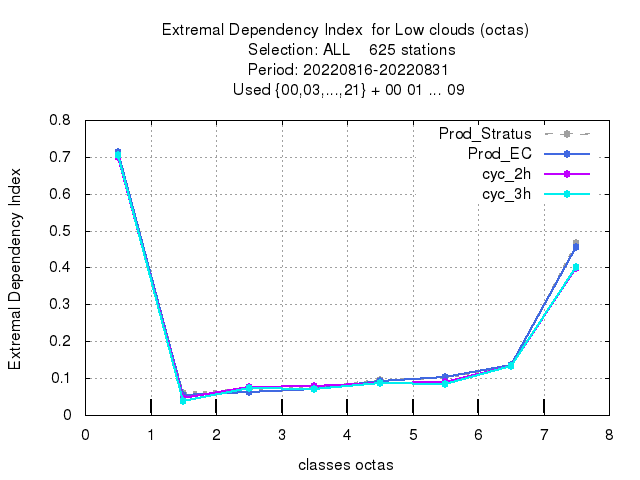 Extremal Dependency Index  for Low clouds (octas)
Selection: ALL    625 stations
Period: 20220816-20220831
Used {00,03,...,21} + 00 01 ... 09
Extremal Dependency Index
0.8
0.7
0.6
0.5
0.4
0.3
0.2
0.1
0
Prod_Stratus
Prod_EC
cyc_2h
cyc_3h
0 1 2 3 4 5 6 7 8
classes octas